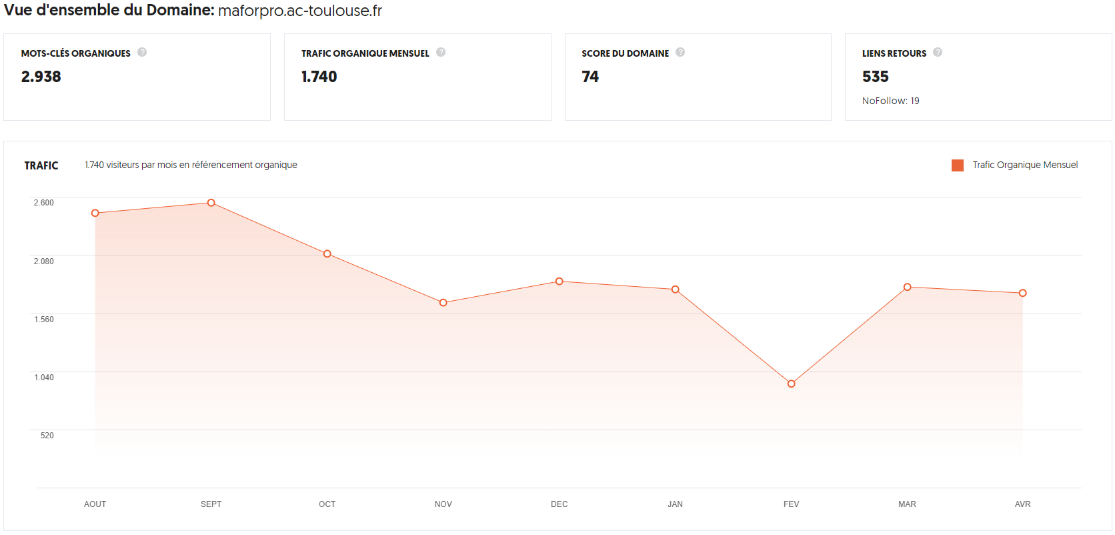 Vue d'ensemble du Domaine: maforpro.ac-toulouse.fr
MOTS-CLÉS ORGANIQUES ?
2.938
TRAFIC ORGANIQUE MENSUEL ?
1.740
SCORE DU DOMAINE ?
74
LIENS RETOURS ?
535
NoFollow: 19
TRAFIC 1.740 visiteurs par mois en référencement organique
Trafic Organique Mensuel
2.600
2.080
1.560
1.040
520
AOUT SEPT OCT NOV DEC JAN FEV MAR AVR